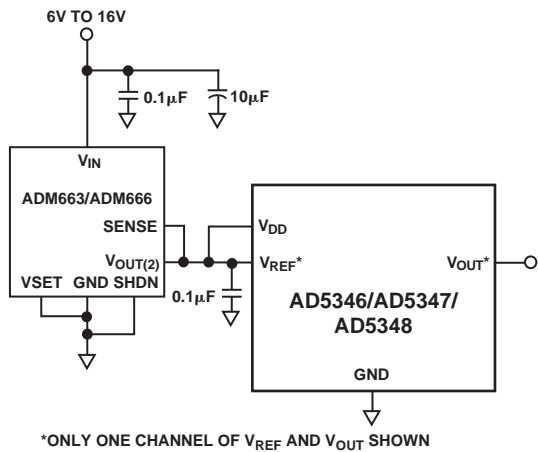 6V TO 16V
0.1μF
10μF
VIN
ADM663/ADM666
SENSE
VOUT(2)
VSET GND SHDN
0.1μF
VDD
VREF*
VOUT*
AD5346/AD5347/
AD5348
GND
*ONLY ONE CHANNEL OF VREF AND VOUT SHOWN